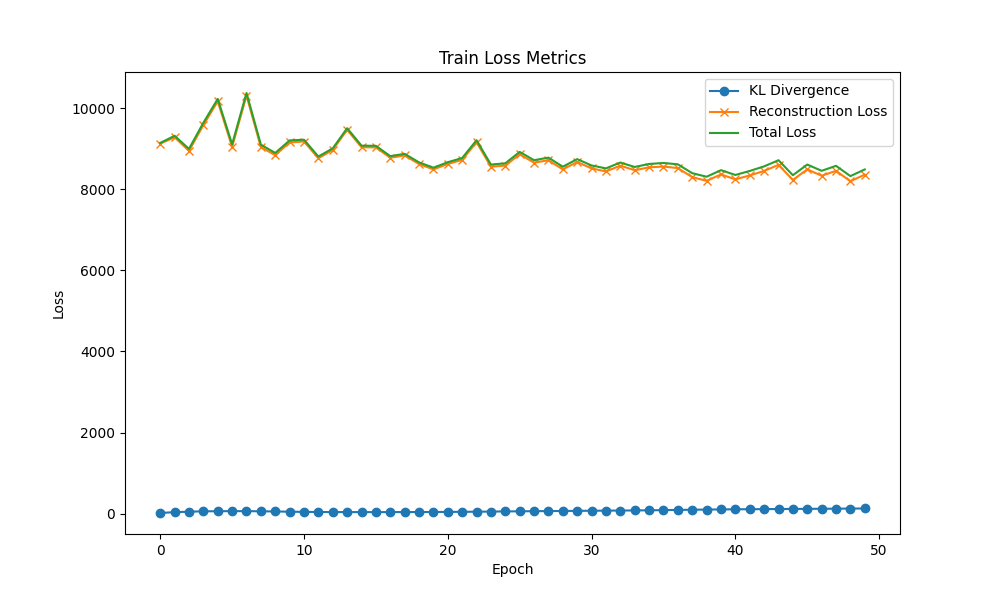 Train Loss Metrics
KL Divergence
Reconstruction Loss
Total Loss
10000
8000
6000
4000
2000
0
Loss
0 10 20 30 40 50
Epoch